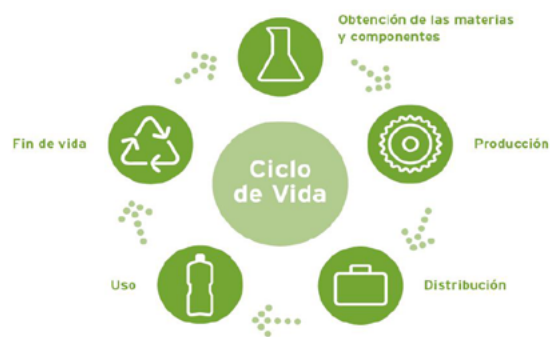 Obtención de las materias
y componentes
Producción
Distribución
Uso
Fin de vida
Ciclo
de Vida